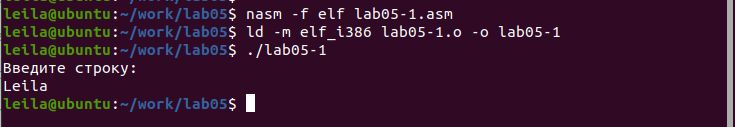 leila@ubuntu:~/work/lab05$ nasm -f elf lab05-1.asm
leila@ubuntu:~/work/lab05$ ld -m elf_i386 lab05-1.o -o lab05-1
leila@ubuntu:~/work/lab05$ ./lab05-1
Введите строку:
Leila
leila@ubuntu:~/work/lab05$